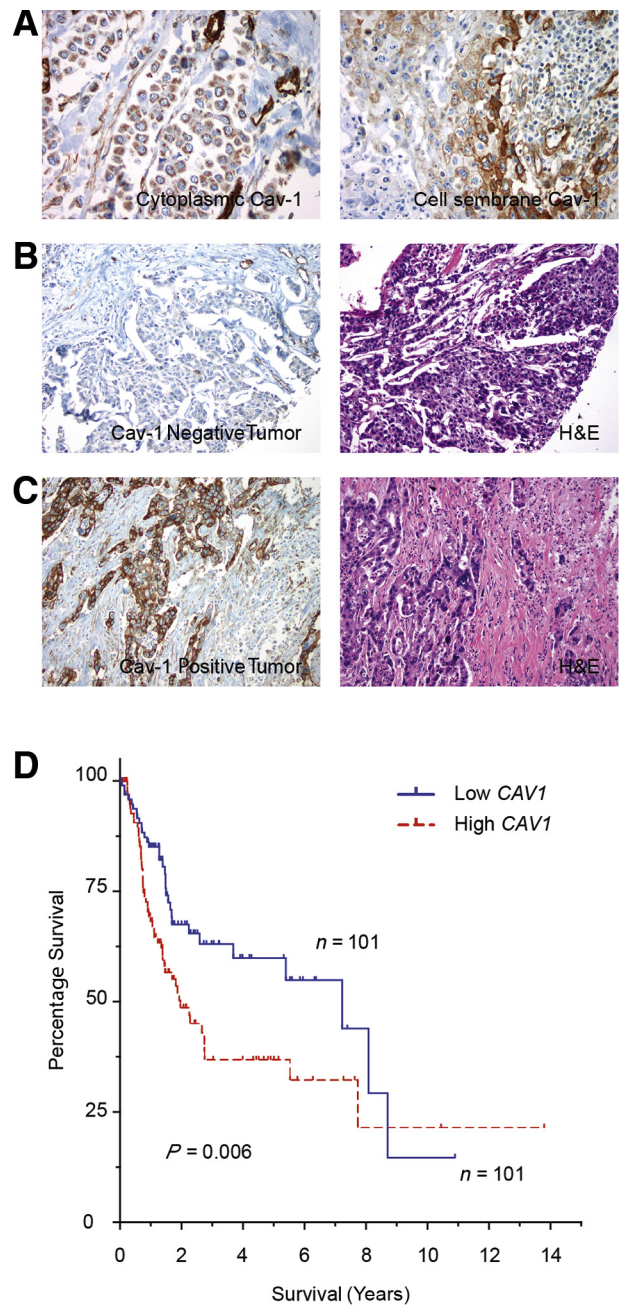 A
Cytoplasmic Cav-1
Cell sembrane Cav-1
B
Cav-1 Negative Tumor
H&E
C
Cav-1 Positive Tumor
H&E
D
100
75
50
25
0
Percentage Survival
Low CAV1
High CAV1
n = 101
P = 0.006
n = 101
0 2 4 6 8 10 12 14
Survival (Years)